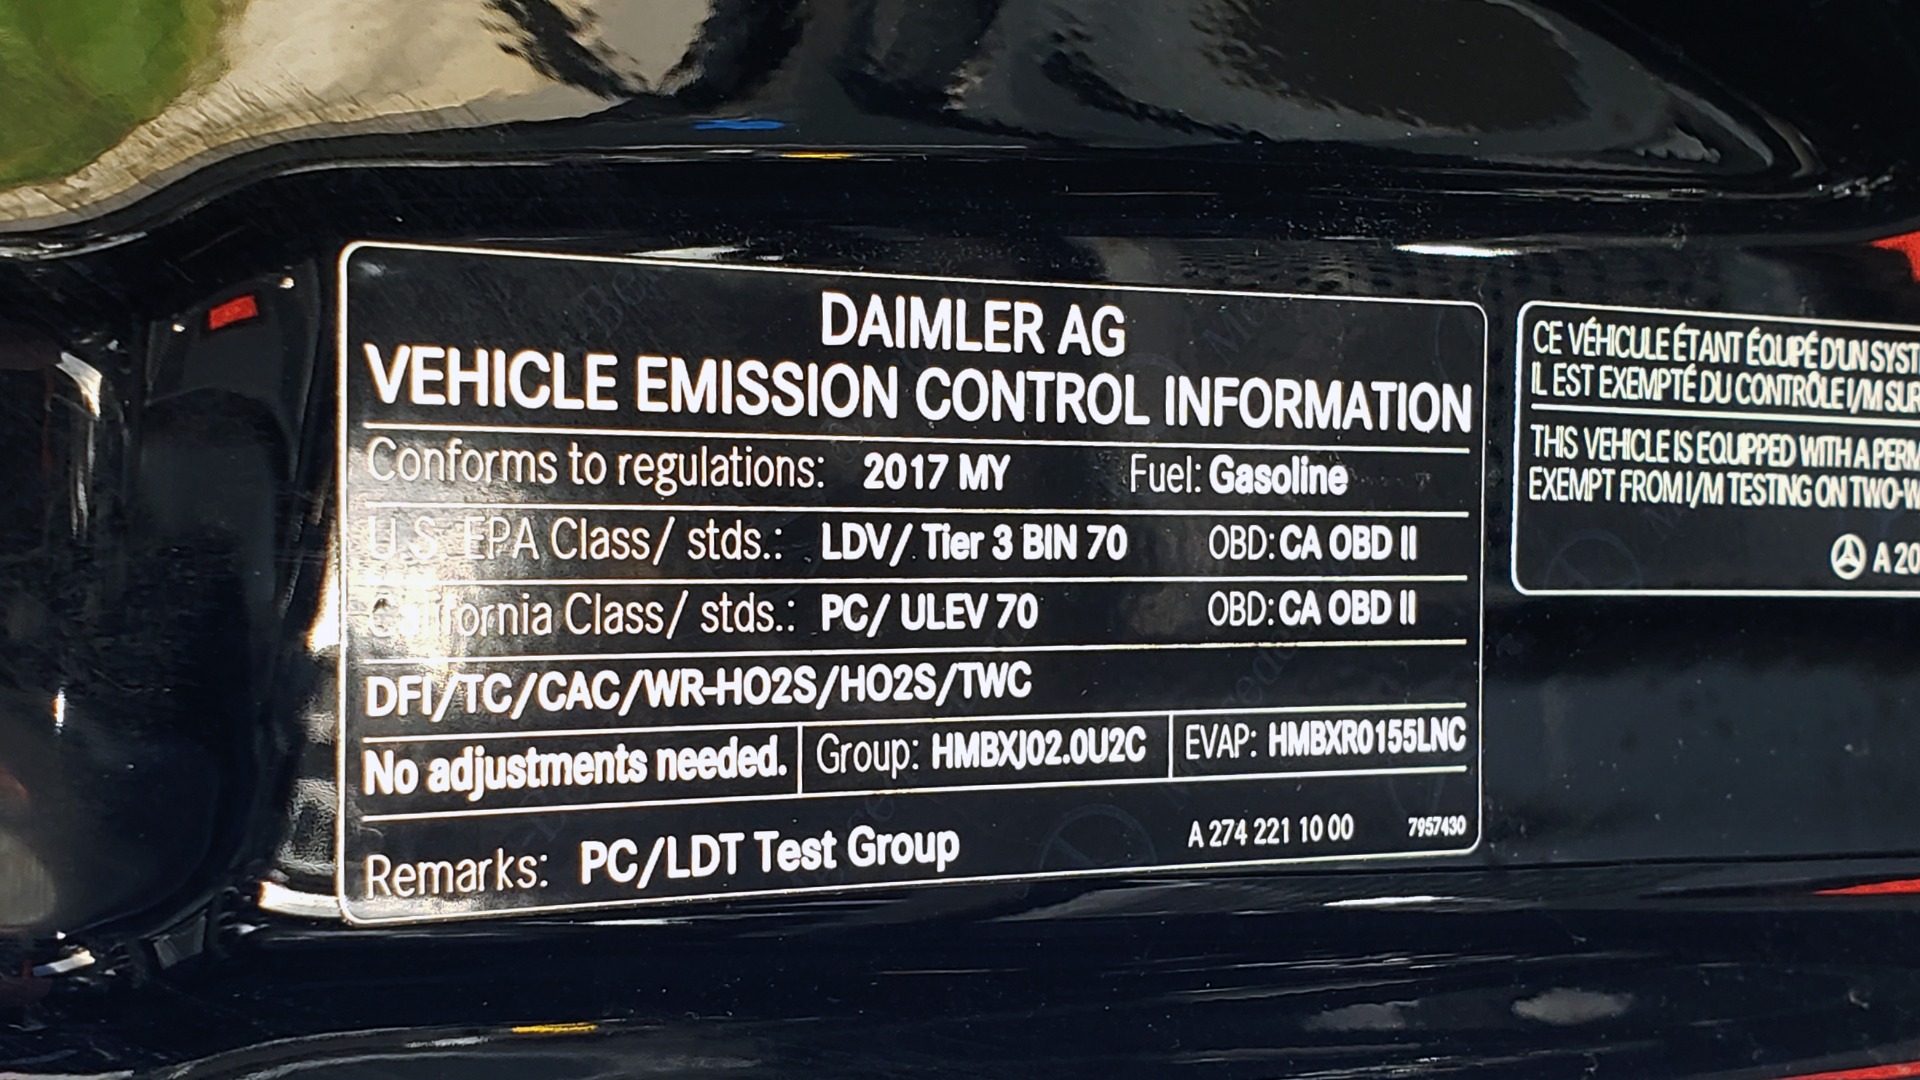 DAIMLER AG
VEHICLE EMISSION CONTROL INFORMATION
Conforms to regulations: 2017 MY Fuel: Gasoline
U.S. EPA Class/ stds.: LDV/ Tier 3 BIN 70 OBD: CA OBD II
California Class/ stds.: PC/ ULEV 70 OBD: CA OBD II
DFI/TC/CAC/WR-HO2S/HO2S/TWC
No adjustments needed. Group: HMBXJ02.0U2C EVAP: HMBXR0155LNC
Remarks: PC/LDT Test Group A 274 221 10 00 7957430
CE VÉHICULE ÉTANT ÉQUIPÉ D'UN SYST
IL EST EXEMPTÉ DU CONTRÔLE I/M SUR
THIS VEHICLE IS EQUIPPED WITH A PERM
EXEMPT FROM I/M TESTING ON TWO-W
A 20